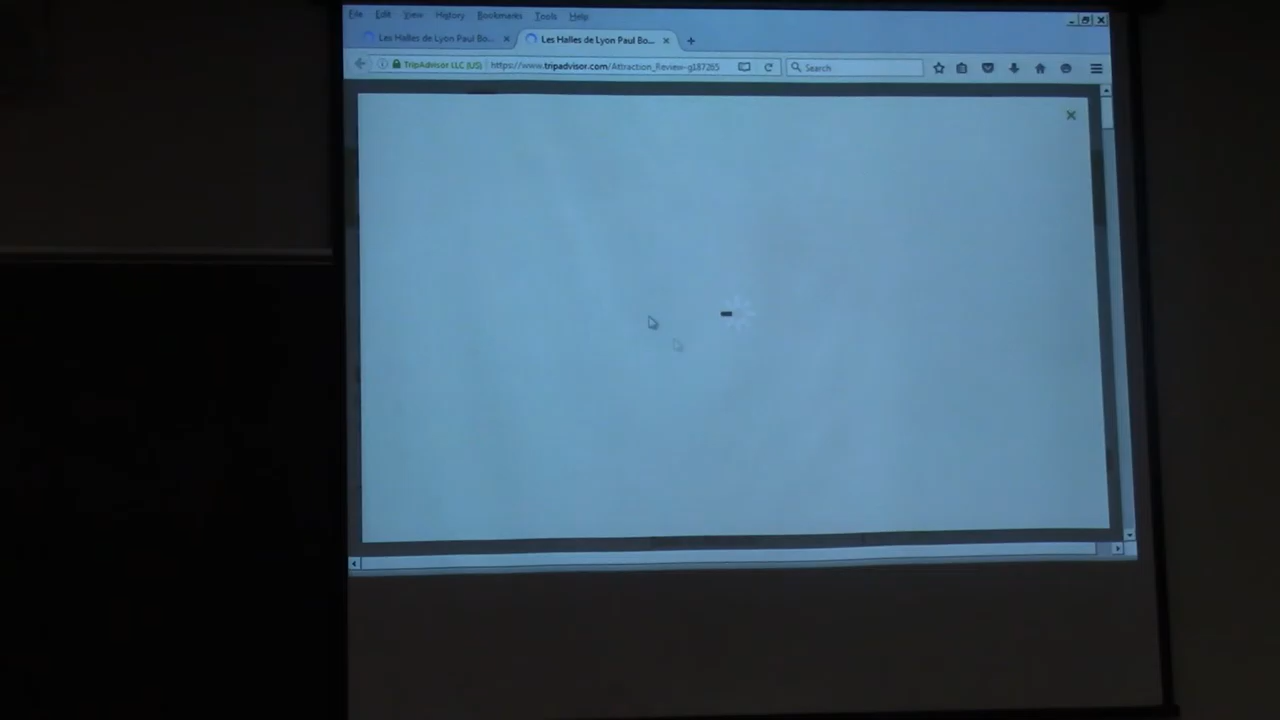 File Edit View History Bookmarks Tools Help
Les Halles de Lyon Paul Bo... × Les Halles de Lyon Paul Bo... × +
TripAdvisor LLC (US) https://www.tripadvisor.com/Attraction_Review-g187265 Search